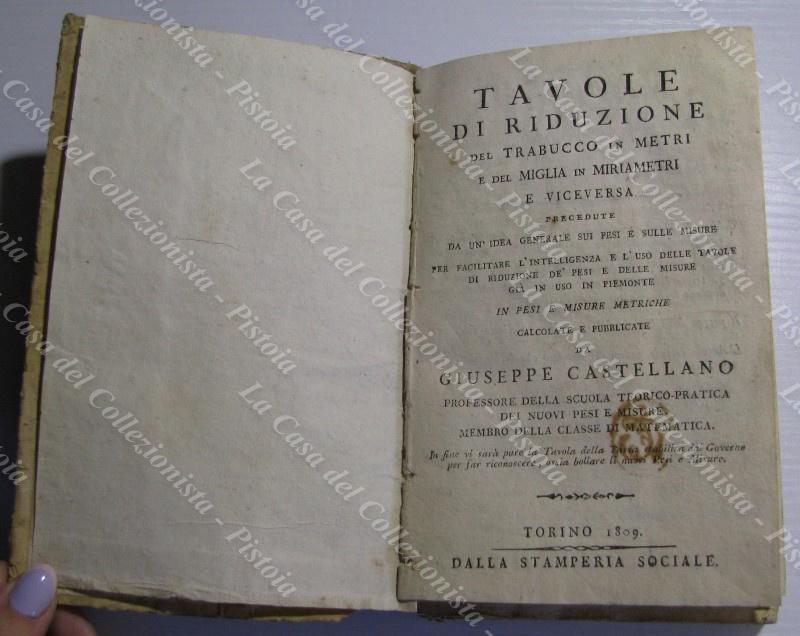 TAVOLE
DI RIDUZIONE
DEL TRABUCCO IN METRI
E DEL MIGLIA IN MIRIAMETRI
E VICEVERSA
PRECEDUTE
DA UN' IDEA GENERALE SUI PESI E SULLE MISURE
PER FACILITARE L'INTELLIGENZA E L'USO DELLE TAVOLE
DI RIDUZIONE DE' PESI E DELLE MISURE
GIÀ IN USO IN PIEMONTE
IN PESI E MISURE METRICHE
CALCOLATE E PUBBLICATE
DA
GIUSEPPE CASTELLANO
PROFESSORE DELLA SCUOLA TEORICO-PRATICA
DEI NUOVI PESI E MISURE.
MEMBRO DELLA CLASSE DI MATEMATICA.
In fine vi sarà pure la Tavola della Tassa stabilita dal Governo
per far riconoscere, ossia bollare li nuovi Pesi e Misure.
TORINO 1809.
DALLA STAMPERIA SOCIALE.
La Casa del Collezionista - Pistoia